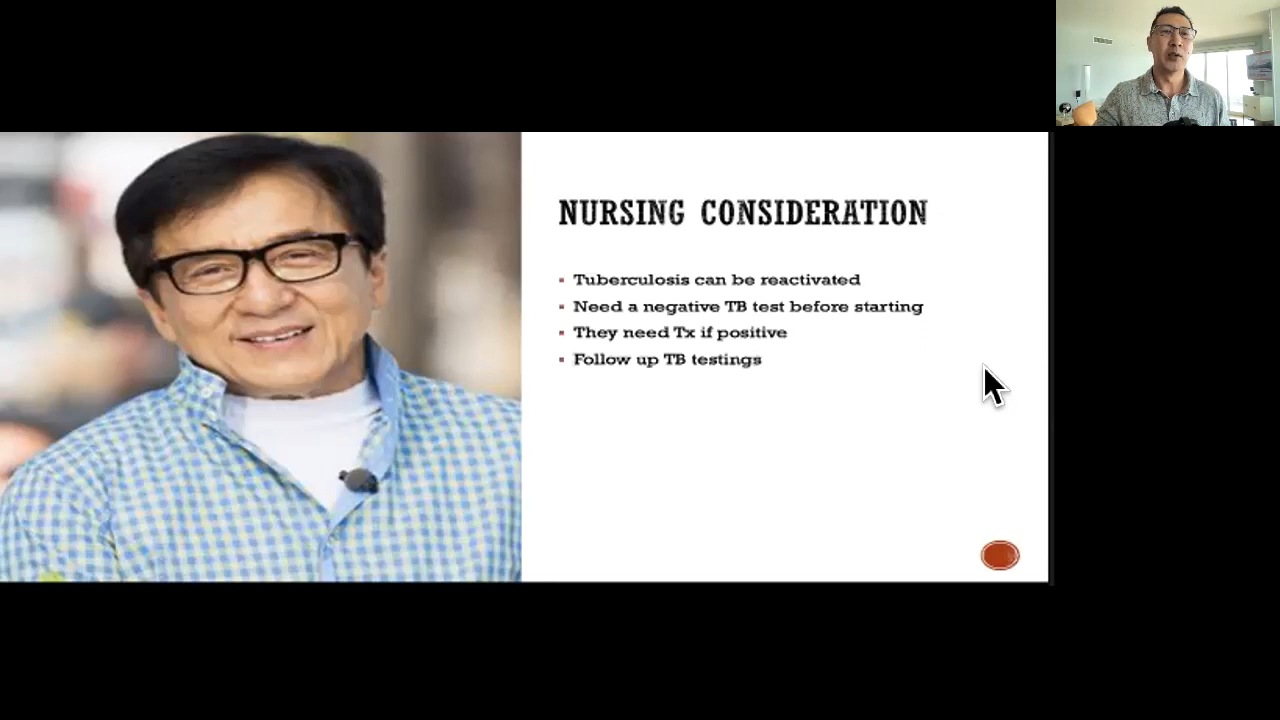 NURSING CONSIDERATION
Tuberculosis can be reactivated
Need a negative TB test before starting
They need Tx if positive
Follow up TB testings